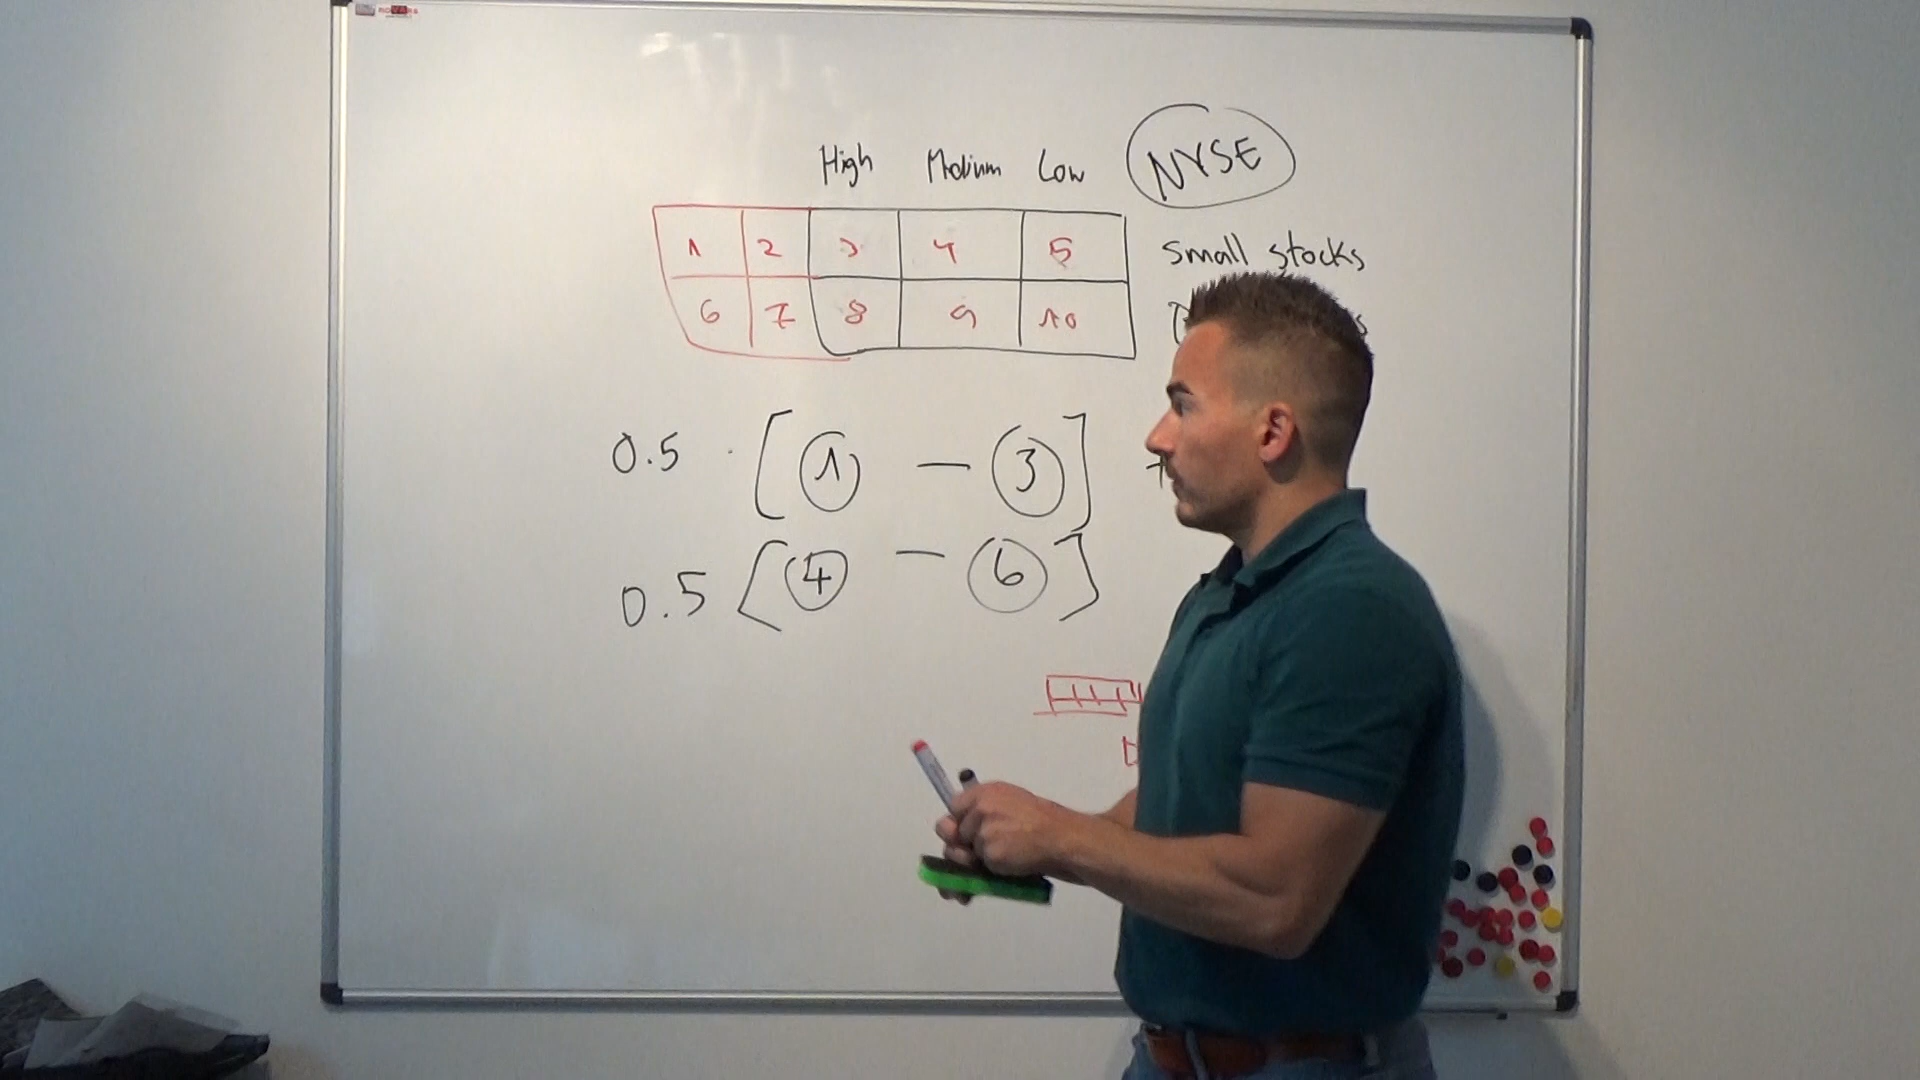 High Medium Low NYSE
1 2 3 4 5 Small stocks
6 7 8 9 10
0.5 · [ 1 — 3 ] +
0.5 [ 4 — 6 ]